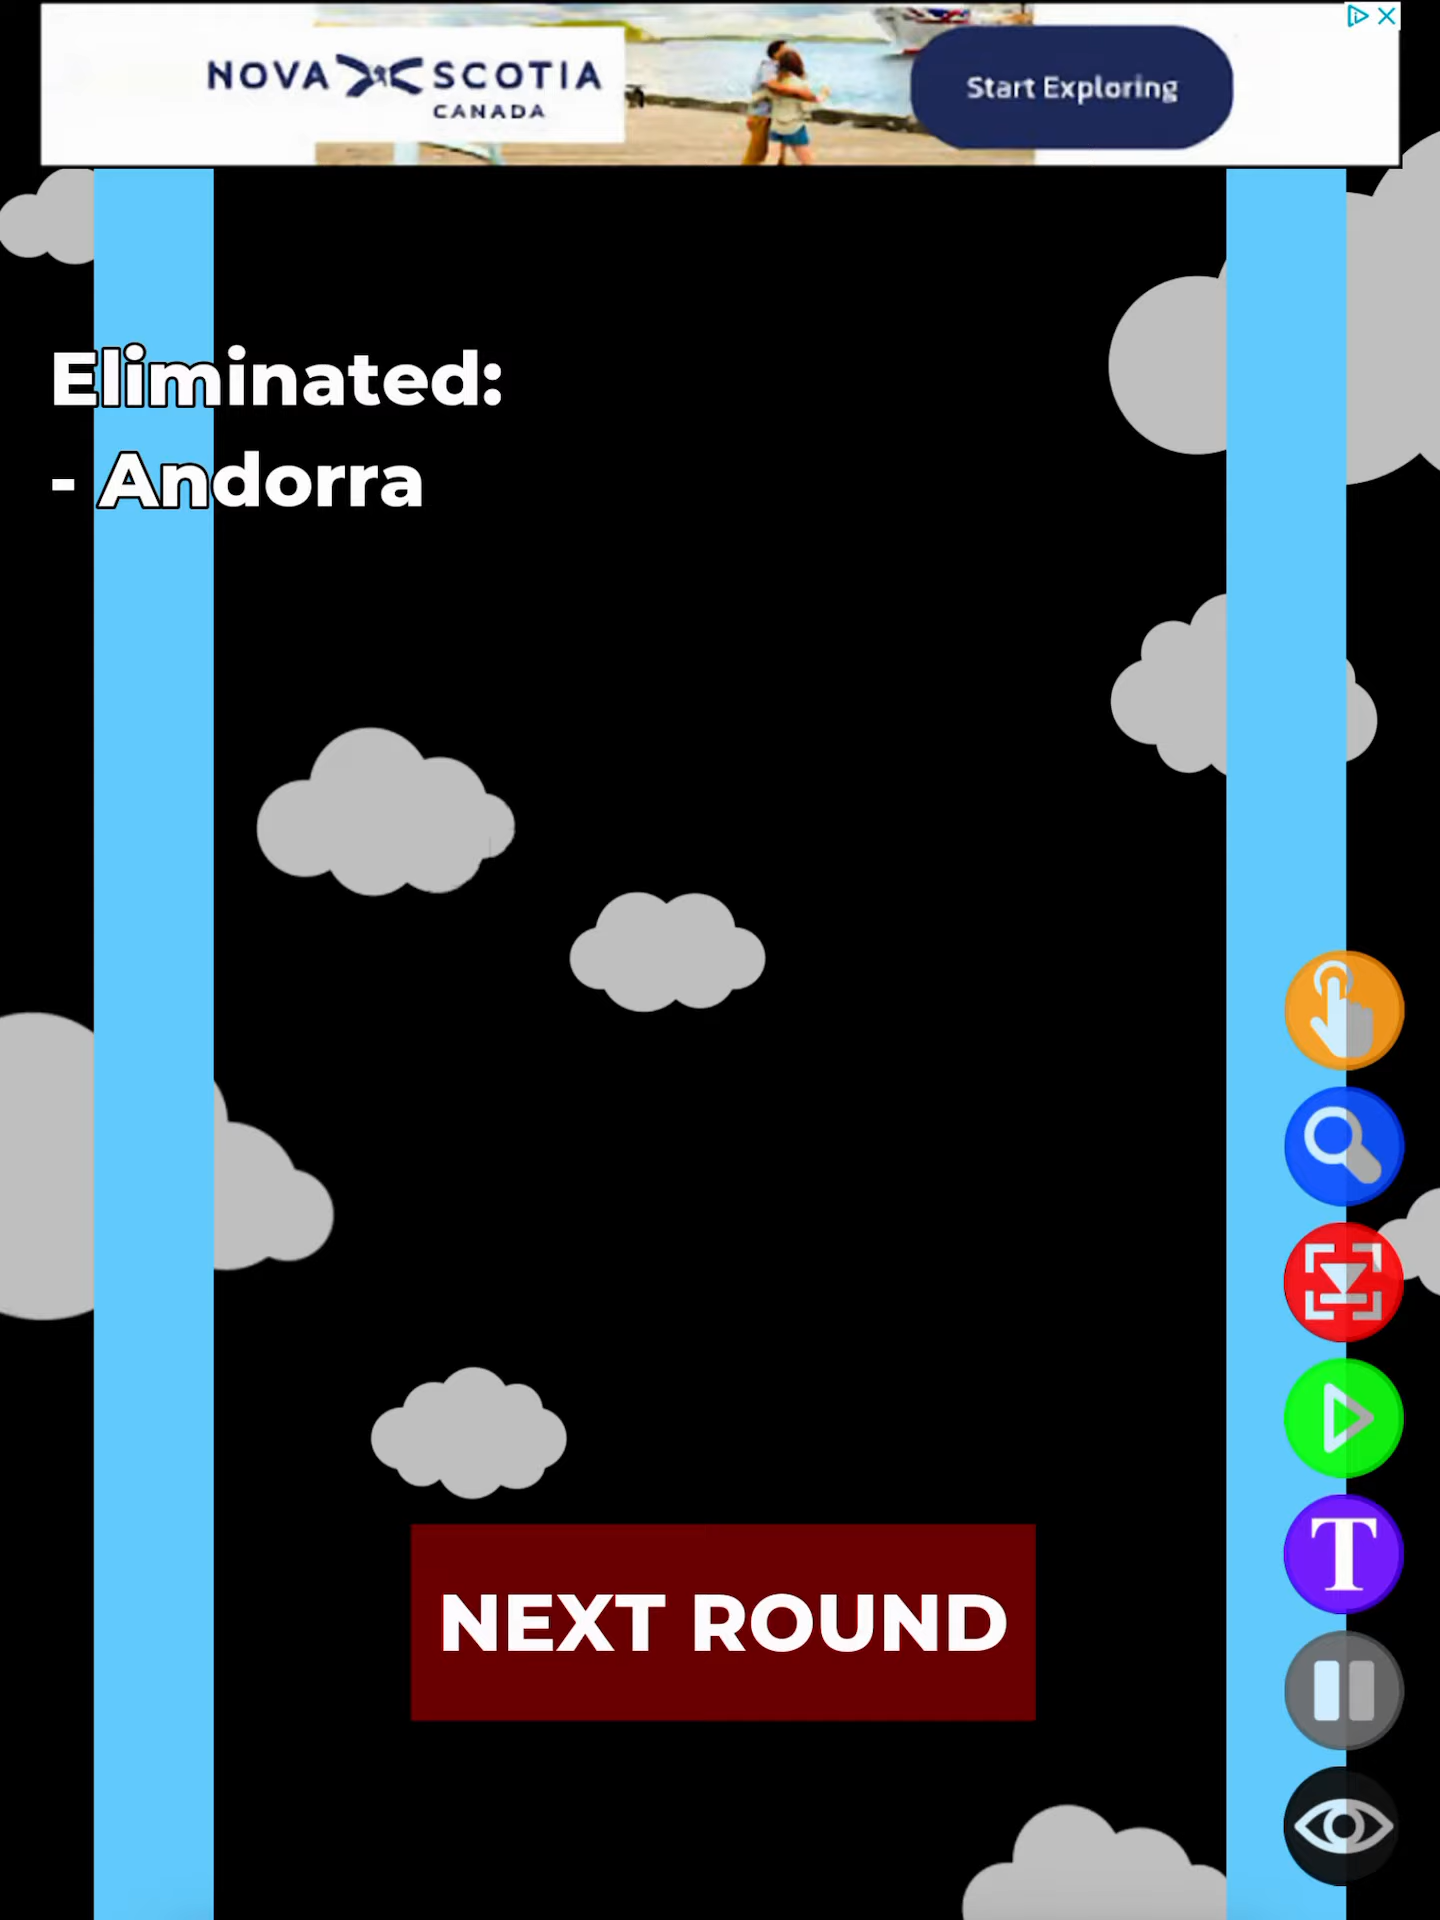 NOVA SCOTIA
CANADA
Start Exploring
Eliminated:
- Andorra
T
NEXT ROUND